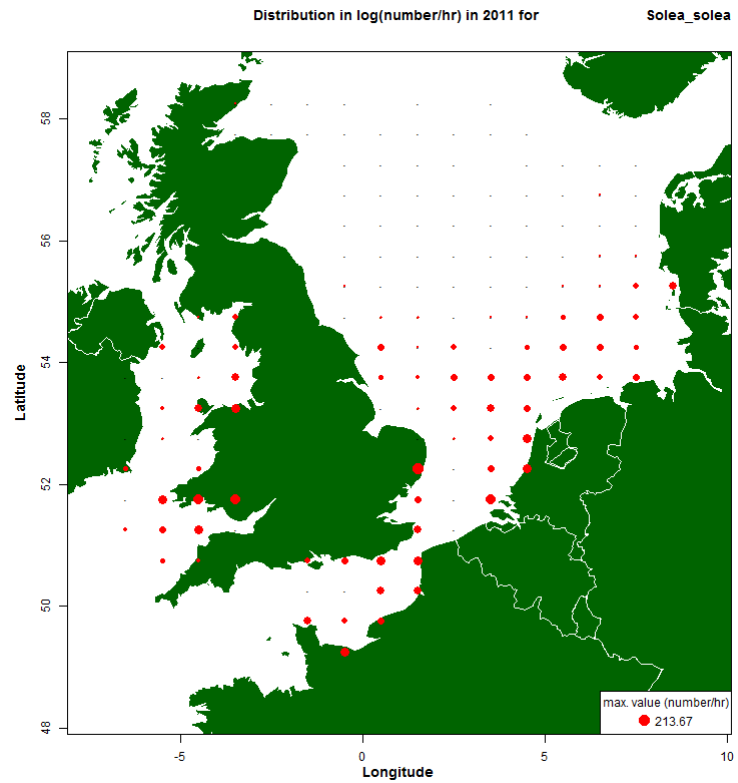 Distribution in log(number/hr) in 2011 for Solea_solea
58
56
54
52
50
48
Latitude
-5 0 5 10
Longitude
max. value (number/hr)
213.67